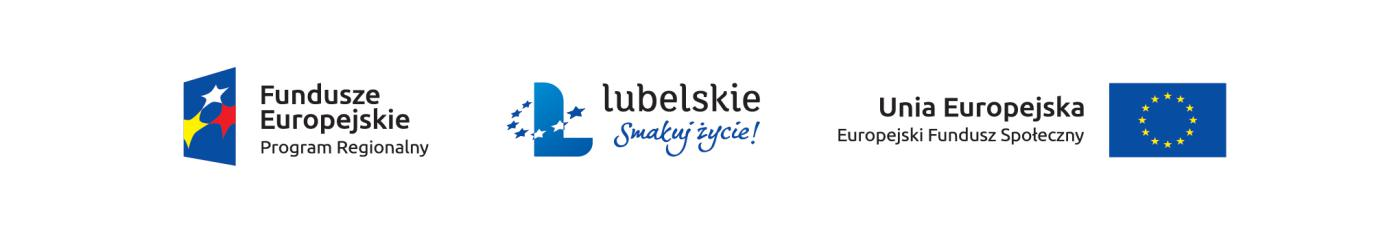 Fundusze
Europejskie
Program Regionalny
lubelskie
Smakuj życie!
Unia Europejska
Europejski Fundusz Społeczny